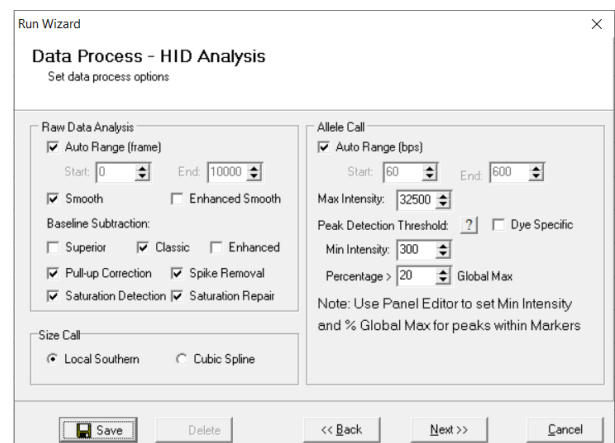 Run Wizard
Data Process - HID Analysis
Set data process options
Raw Data Analysis
Auto Range (frame)
Start: 0 End: 10000
Smooth Enhanced Smooth
Baseline Subtraction:
Superior Classic Enhanced
Pull-up Correction Spike Removal
Saturation Detection Saturation Repair
Size Call
Local Southern Cubic Spline
Allele Call
Auto Range (bps)
Start: 60 End: 600
Max Intensity: 32500
Peak Detection Threshold: ? Dye Specific
Min Intensity: 300
Percentage > 20 Global Max
Note: Use Panel Editor to set Min Intensity
and % Global Max for peaks within Markers
Save Delete << Back Next >> Cancel